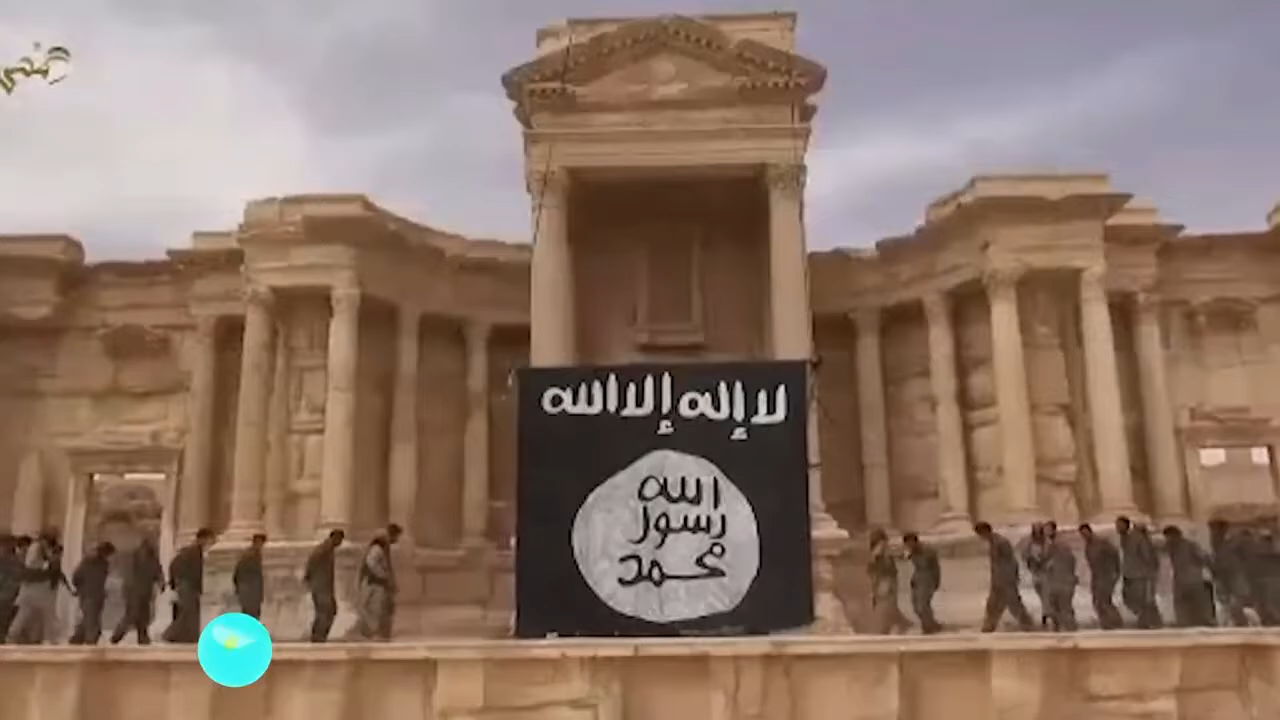 لا إله إلا الله
الله
رسول
محمد